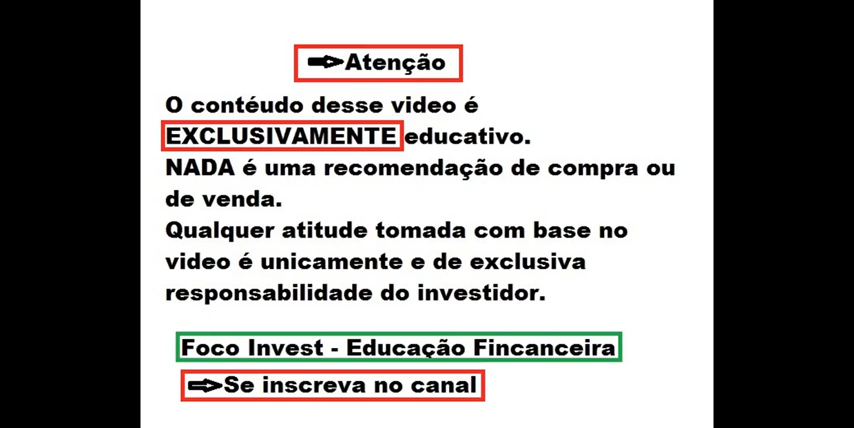 ⇨Atenção
O contéudo desse video é
EXCLUSIVAMENTE educativo.
NADA é uma recomendação de compra ou
de venda.
Qualquer atitude tomada com base no
video é unicamente e de exclusiva
responsabilidade do investidor.
Foco Invest - Educação Fincanceira
⇨Se inscreva no canal